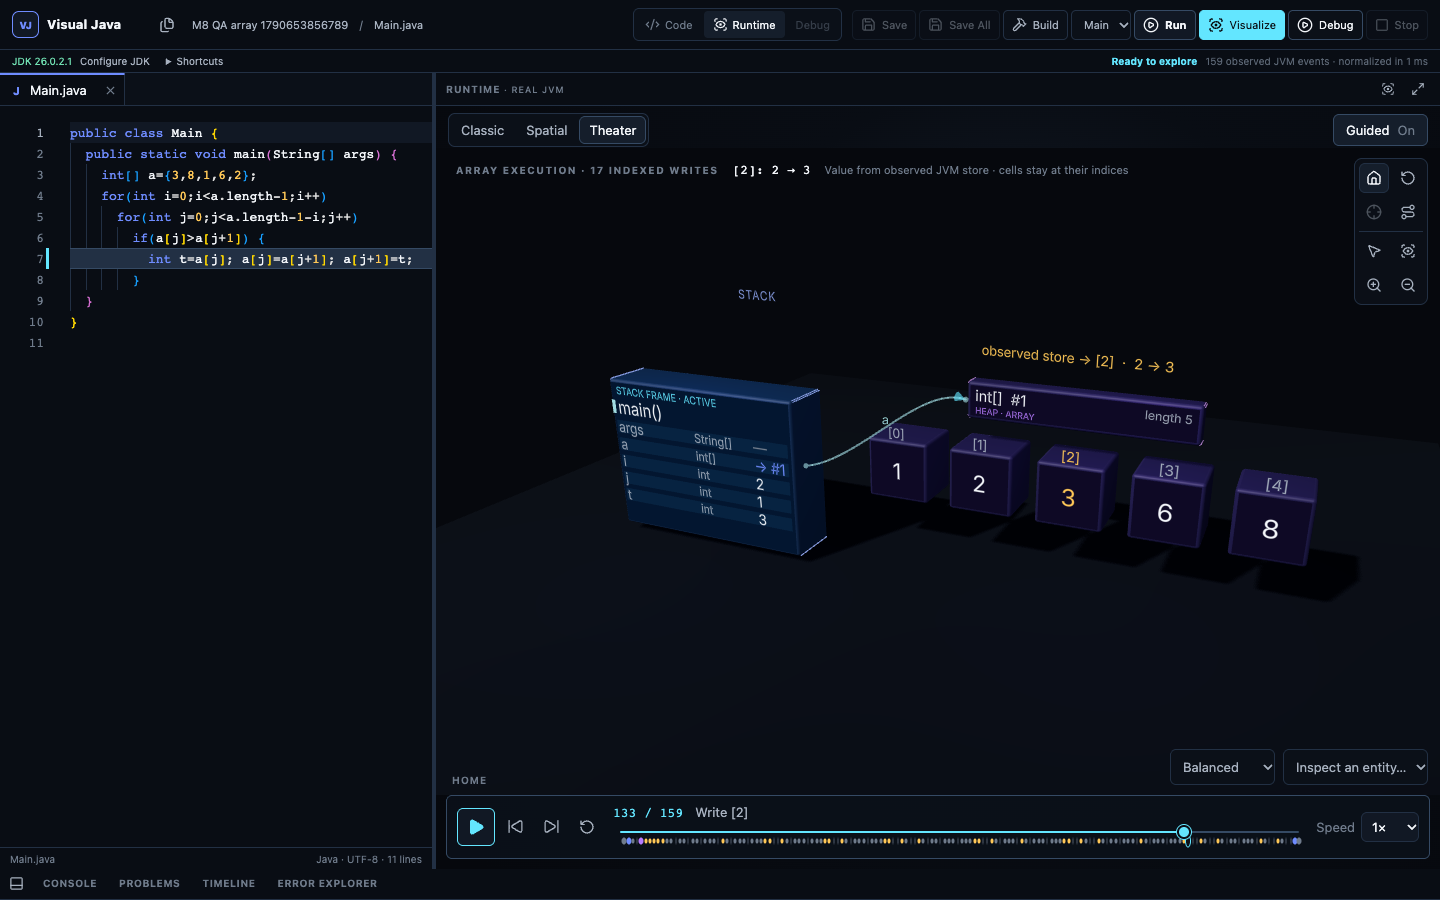 VJ Visual Java M8 QA array 1790653856789 / Main.java Code Runtime Debug Save Save All Build Main Run Visualize Debug Stop
JDK 26.0.2.1 Configure JDK Shortcuts Ready to explore 159 observed JVM events · normalized in 1 ms
J Main.java ×
RUNTIME · REAL JVM
Classic Spatial Theater Guided On
ARRAY EXECUTION · 17 INDEXED WRITES [2]: 2 → 3 Value from observed JVM store · cells stay at their indices
1 public class Main {
2 public static void main(String[] args) {
3 int[] a={3,8,1,6,2};
4 for(int i=0;i<a.length-1;i++)
5 for(int j=0;j<a.length-1-i;j++)
6 if(a[j]>a[j+1]) {
7 int t=a[j]; a[j]=a[j+1]; a[j+1]=t;
8 }
9 }
10 }
11
STACK
STACK FRAME · ACTIVE
main()
args String[] —
a int[] → #1
i int 2
j int 1
t int 3
a
observed store → [2] · 2 → 3
int[] #1
HEAP · ARRAY
length 5
[0] [1] [2] [3] [4]
1 2 3 6 8
Balanced Inspect an entity...
HOME
133 / 159 Write [2]
Speed 1×
Main.java Java · UTF-8 · 11 lines
CONSOLE PROBLEMS TIMELINE ERROR EXPLORER